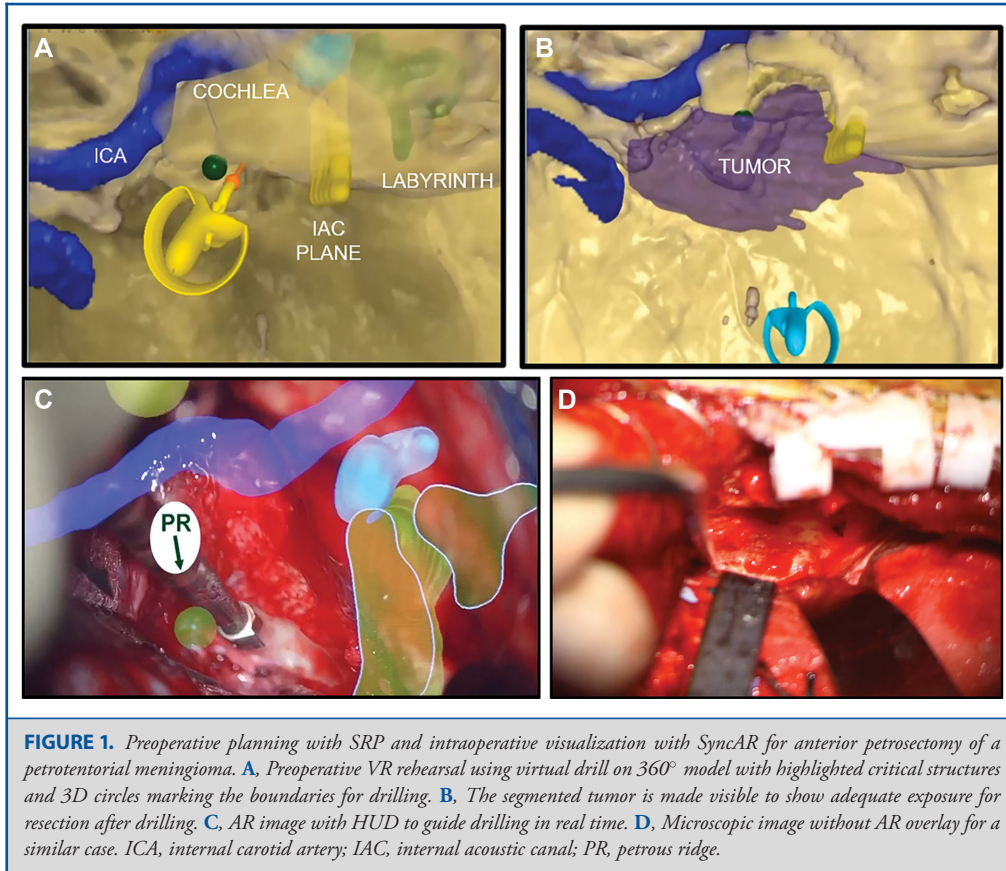 A
COCHLEA
ICA
LABYRINTH
IAC
PLANE
B
TUMOR
C
PR
D
FIGURE 1. Preoperative planning with SRP and intraoperative visualization with SyncAR for anterior petrosectomy of a
petrotentorial meningioma. A, Preoperative VR rehearsal using virtual drill on 360° model with highlighted critical structures
and 3D circles marking the boundaries for drilling. B, The segmented tumor is made visible to show adequate exposure for
resection after drilling. C, AR image with HUD to guide drilling in real time. D, Microscopic image without AR overlay for a
similar case. ICA, internal carotid artery; IAC, internal acoustic canal; PR, petrous ridge.